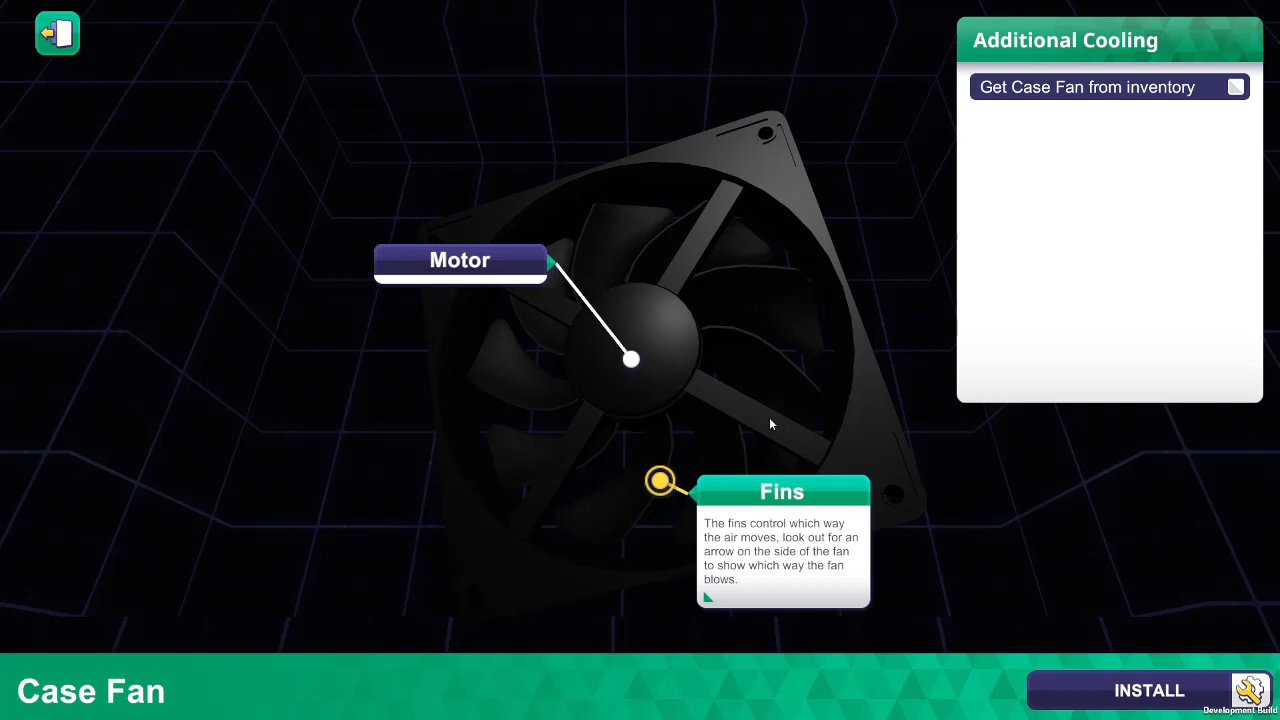 Additional Cooling
Get Case Fan from inventory
Motor
Fins
The fins control which way
the air moves, look out for an
arrow on the side of the fan
to show which way the fan
blows.
Case Fan
INSTALL
Development Build